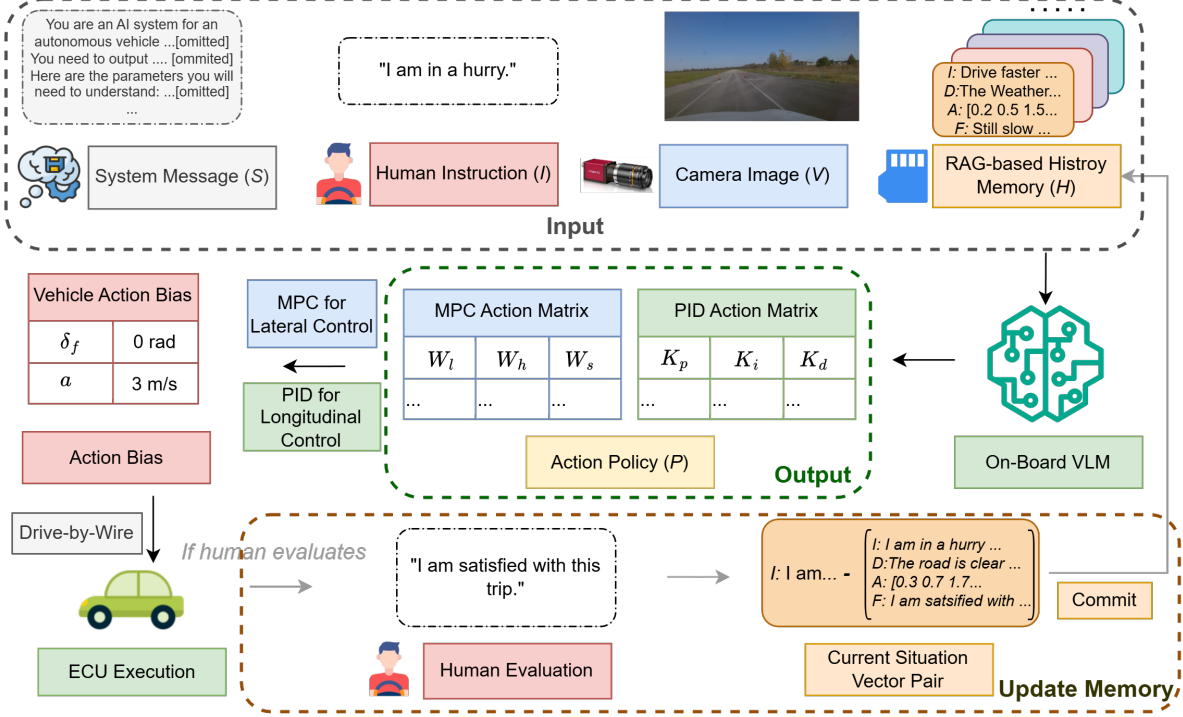 You are an AI system for an
autonomous vehicle ...[omitted]
You need to output .... [ommited]
Here are the parameters you will
need to understand: ...[omitted]
...
"I am in a hurry."
.....
I: Drive faster ...
D:The Weather...
A: [0.2 0.5 1.5...
F: Still slow ...
System Message (S)
Human Instruction (I)
Camera Image (V)
RAG-based Histroy
Memory (H)
Input
Vehicle Action Bias
δf
0 rad
a
3 m/s
Action Bias
MPC for
Lateral Control
PID for
Longitudinal
Control
MPC Action Matrix
Wl
Wh
Ws
...
...
...
PID Action Matrix
Kp
Ki
Kd
...
...
...
Action Policy (P)
Output
On-Board VLM
Drive-by-Wire
If human evaluates
ECU Execution
"I am satisfied with this
trip."
Human Evaluation
I: I am... -
I: I am in a hurry ...
D:The road is clear ...
A: [0.3 0.7 1.7...
F: I am satsified with ...
Commit
Current Situation
Vector Pair
Update Memory